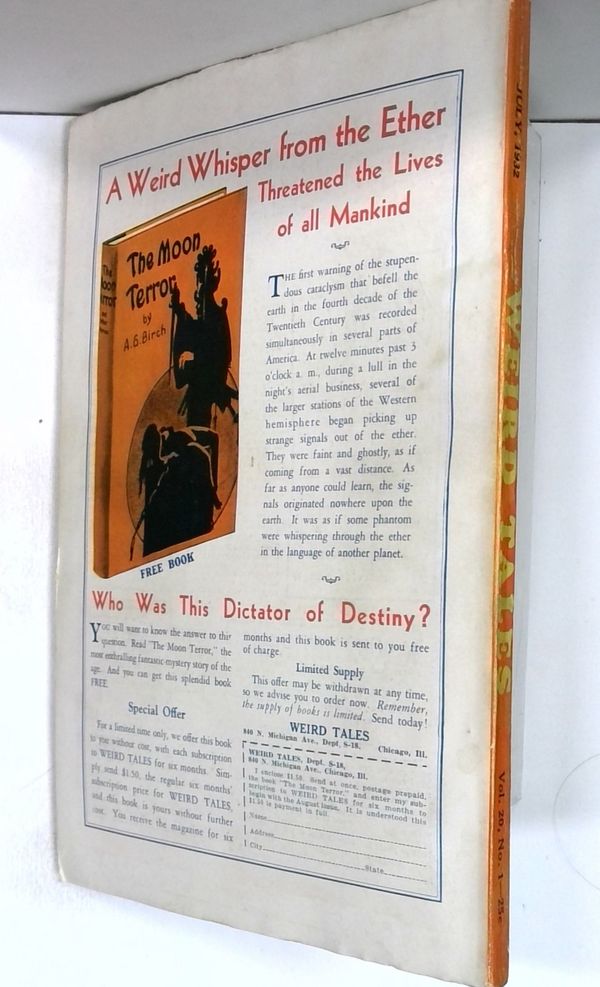 A Weird Whisper from the Ether
Threatened the Lives
of all Mankind
The Moon
Terror
by
A.G. Birch
The
Moon
Terror
FREE BOOK
THE first warning of the stupen-
dous cataclysm that befell the
earth in the fourth decade of the
Twentieth Century was recorded
simultaneously in several parts of
America. At twelve minutes past 3
o'clock a. m., during a lull in the
night's aerial business, several of
the larger stations of the Western
hemisphere began picking up
strange signals out of the ether.
They were faint and ghostly, as if
coming from a vast distance. As
far as anyone could learn, the sig-
nals originated nowhere upon the
earth. It was as if some phantom
were whispering through the ether
in the language of another planet.
Who Was This Dictator of Destiny?
YOU will want to know the answer to this
question. Read "The Moon Terror," the
most enthralling fantastic-mystery story of the
age. And you can get this splendid book
FREE.
Special Offer
For a limited time only, we offer this book
to you without cost, with each subscription
to WEIRD TALES for six months. Sim-
ply send $1.50, the regular six months'
subscription price for WEIRD TALES,
and this book is yours without further
cost. You receive the magazine for six
months and this book is sent to you free
of charge.
Limited Supply
This offer may be withdrawn at any time,
so we advise you to order now. Remember,
the supply of books is limited. Send today!
WEIRD TALES
840 N. Michigan Ave., Dept. S-18, Chicago, Ill.
WEIRD TALES, Dept. S-18,
840 N. Michigan Ave., Chicago, Ill.
I enclose $1.50. Send at once, postage prepaid,
the book "The Moon Terror," and enter my sub-
scription to WEIRD TALES for six months to
begin with the August issue. It is understood this
$1.50 is payment in full.
Name
Address
City
State
JULY, 1932
WEIRD TALES
Vol. 20, No. 1—25c